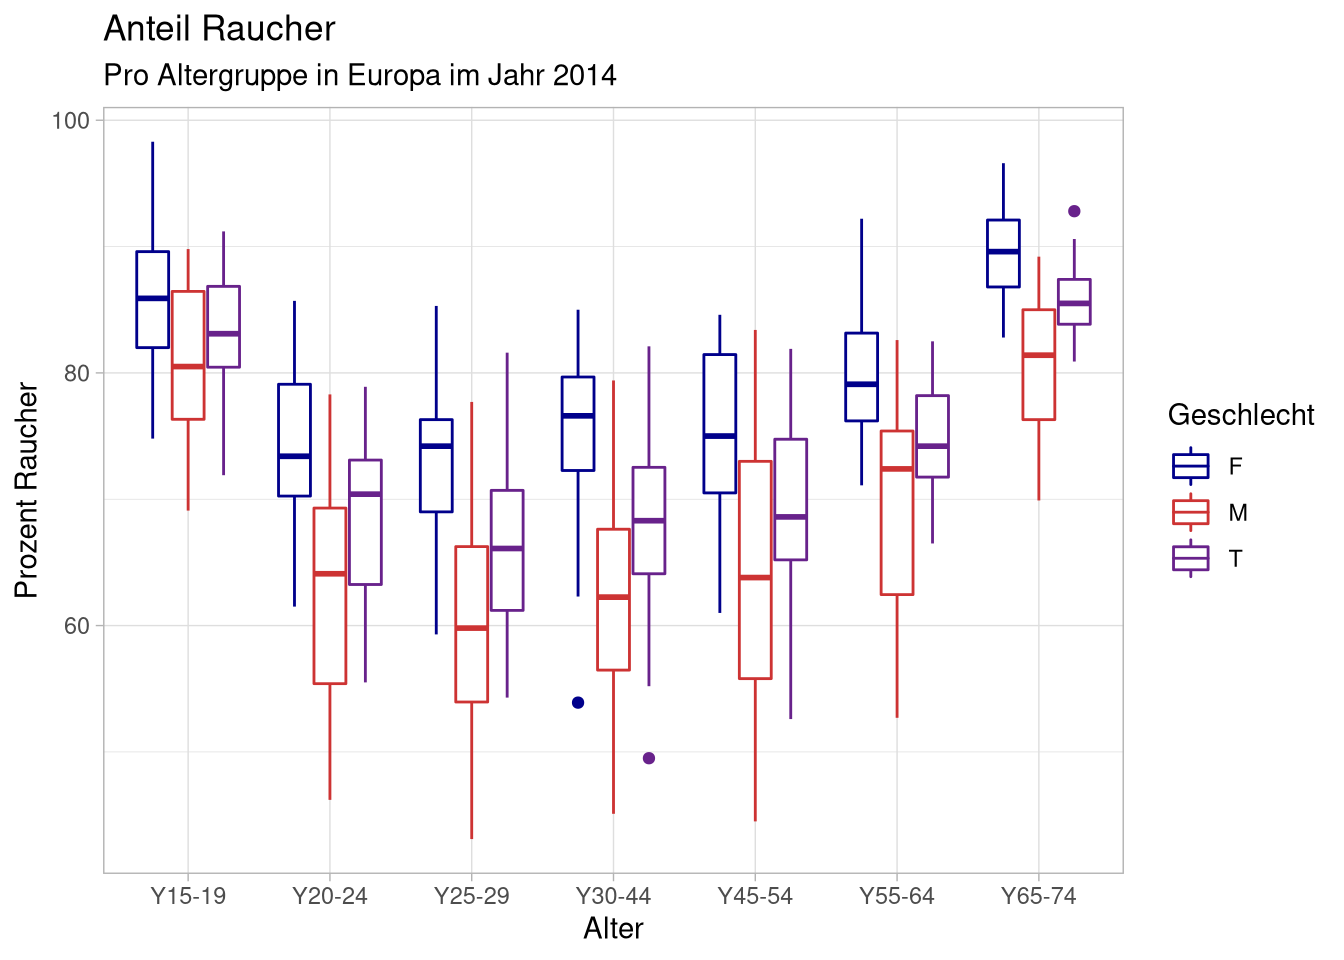 Anteil Raucher
Pro Altergruppe in Europa im Jahr 2014
Prozent Raucher
100
80
60
Y15-19 Y20-24 Y25-29 Y30-44 Y45-54 Y55-64 Y65-74
Alter
Geschlecht
F
M
T